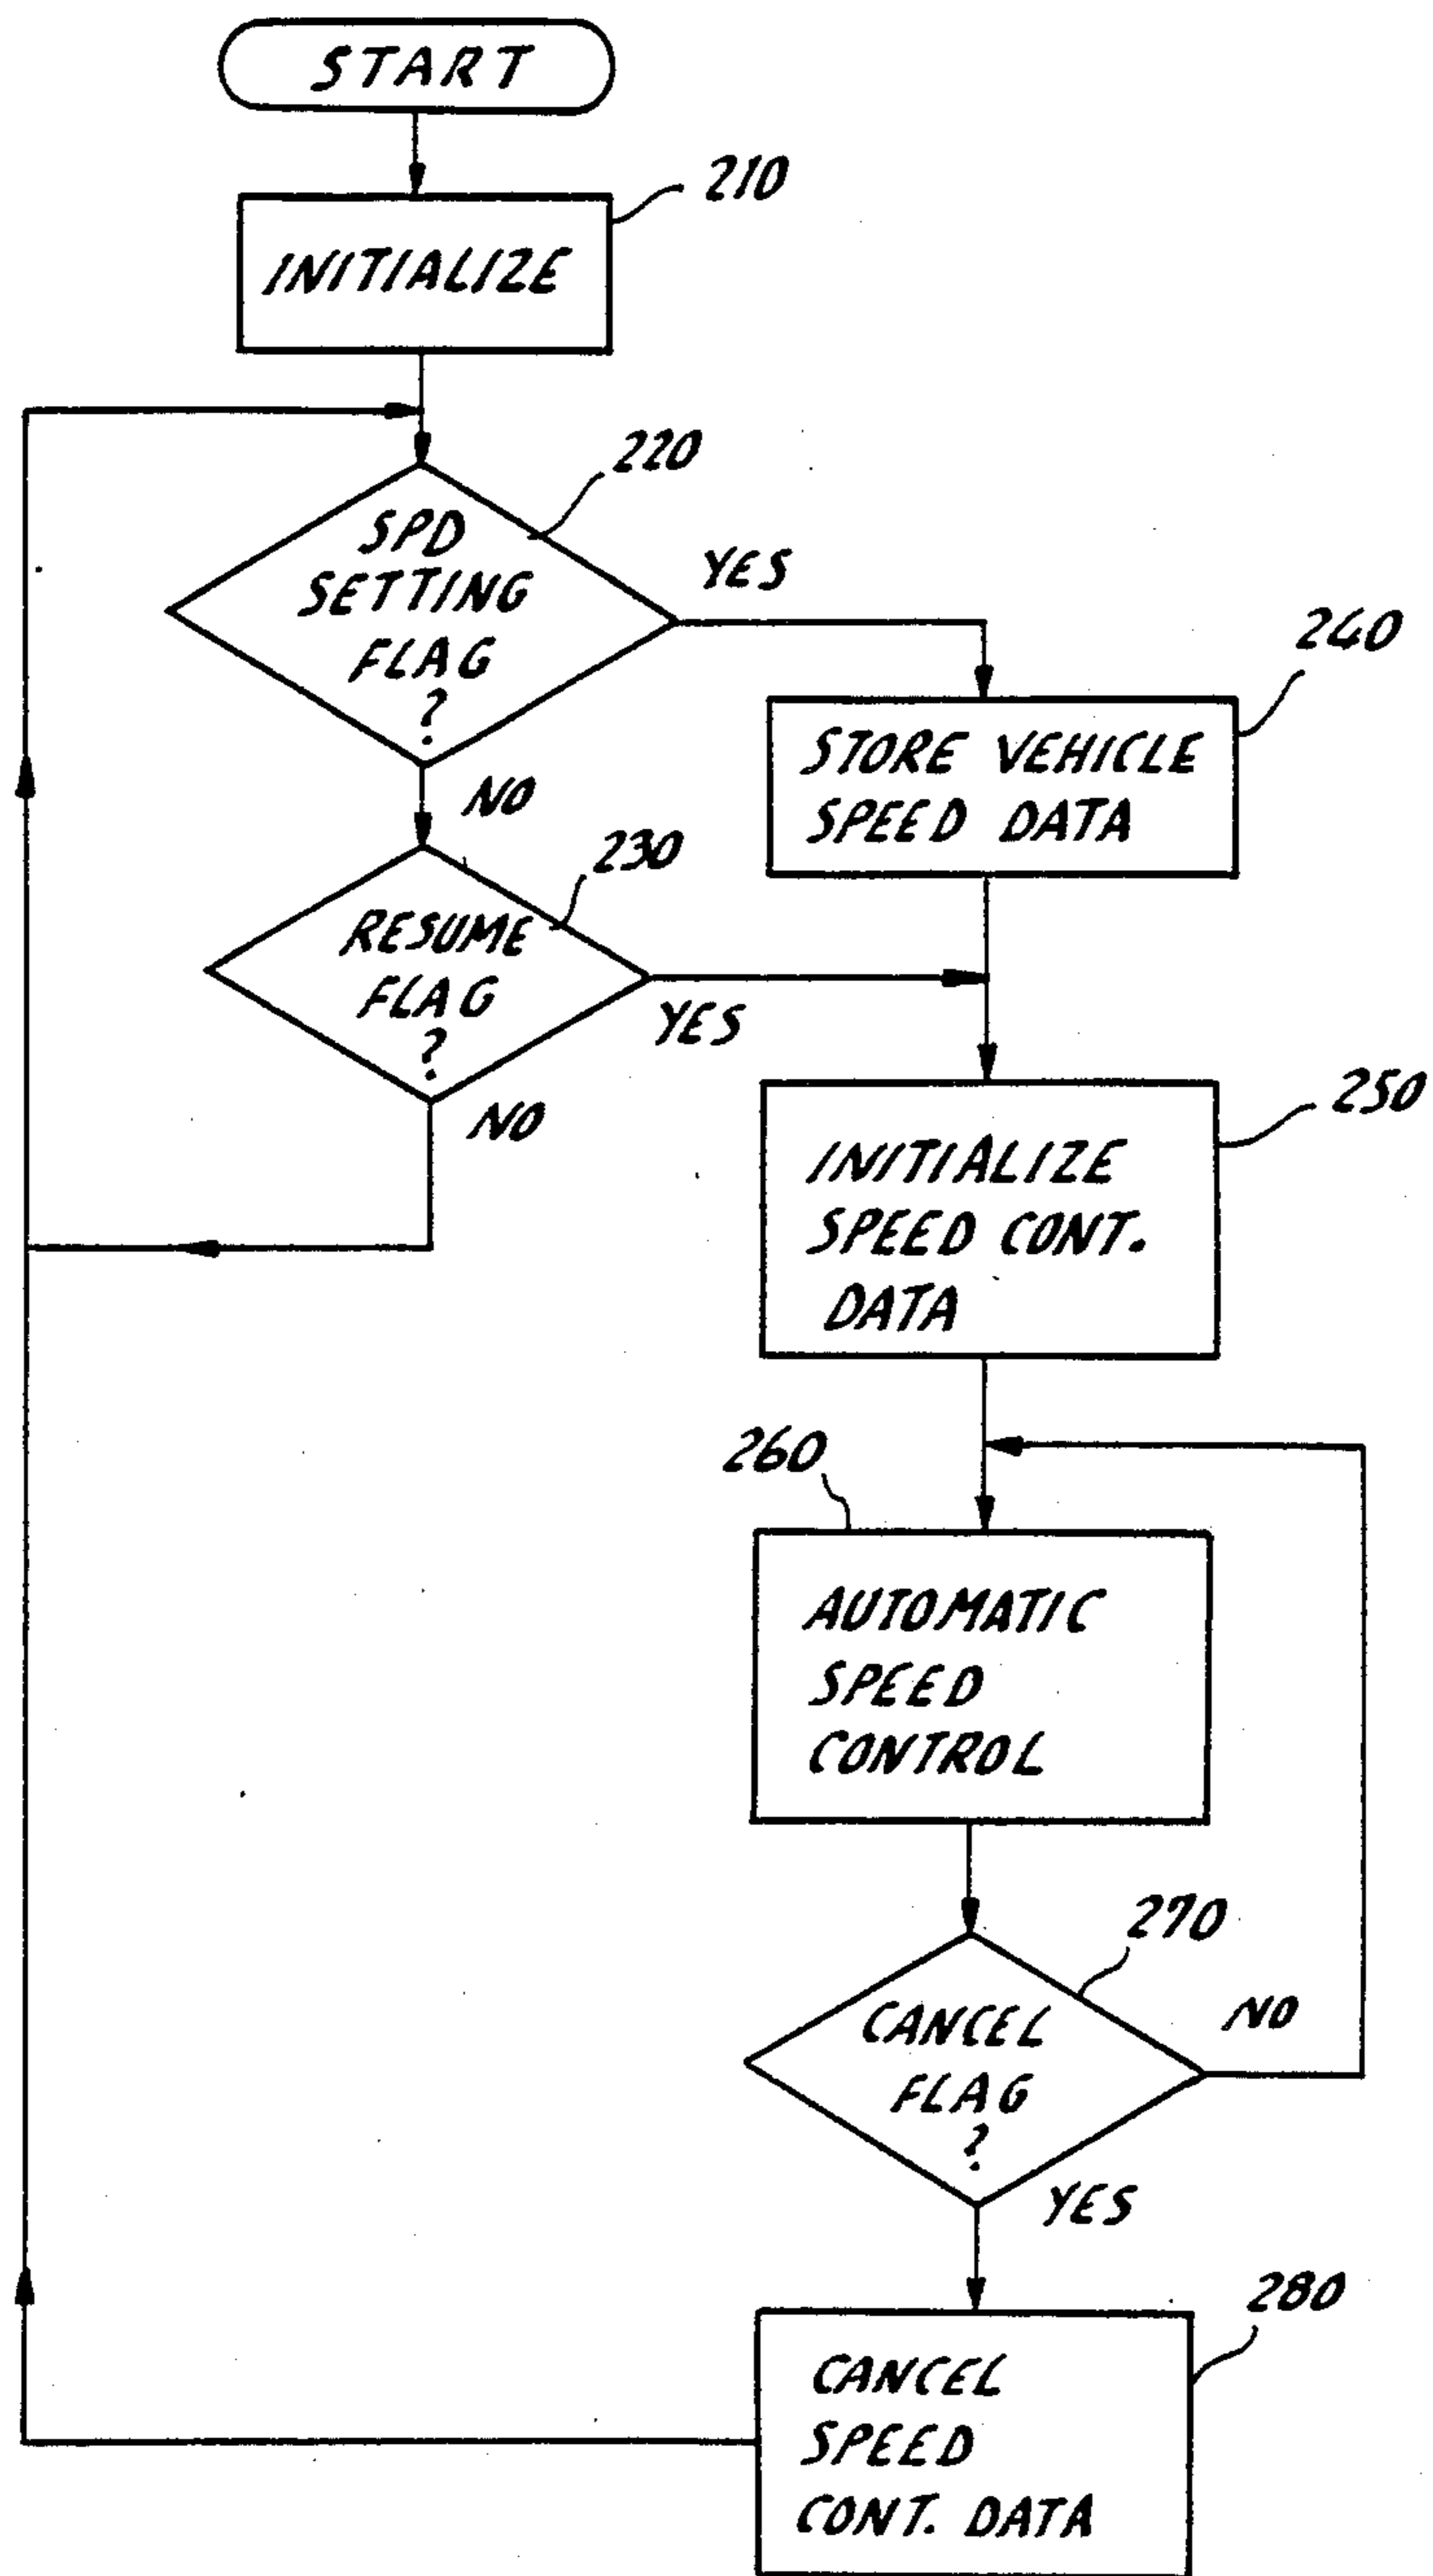 START
210
INITIALIZE
220
SPD
SETTING
FLAG
?
YES
240
STORE VEHICLE
SPEED DATA
NO
230
RESUME
FLAG
?
YES
NO
250
INITIALIZE
SPEED CONT.
DATA
260
AUTOMATIC
SPEED
CONTROL
270
CANCEL
FLAG
?
NO
YES
280
CANCEL
SPEED
CONT. DATA